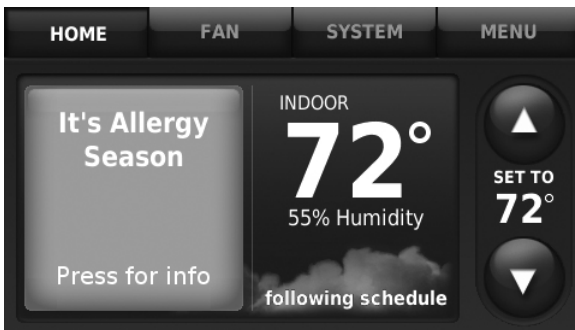 HOME FAN SYSTEM MENU
It's Allergy
Season
Press for info
INDOOR
72°
55% Humidity
following schedule
SET TO
72°